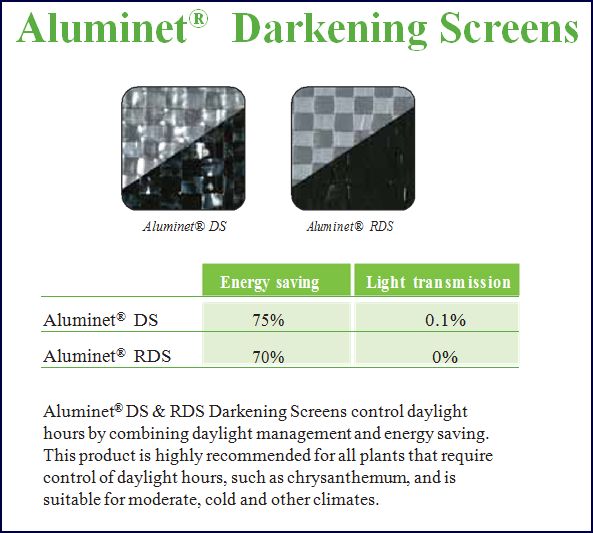 Aluminet® Darkening Screens
Aluminet® DS Aluminet® RDS
Energy saving Light transmission
Aluminet® DS 75% 0.1%
Aluminet® RDS 70% 0%
Aluminet® DS & RDS Darkening Screens control daylight
hours by combining daylight management and energy saving.
This product is highly recommended for all plants that require
control of daylight hours, such as chrysanthemum, and is
suitable for moderate, cold and other climates.